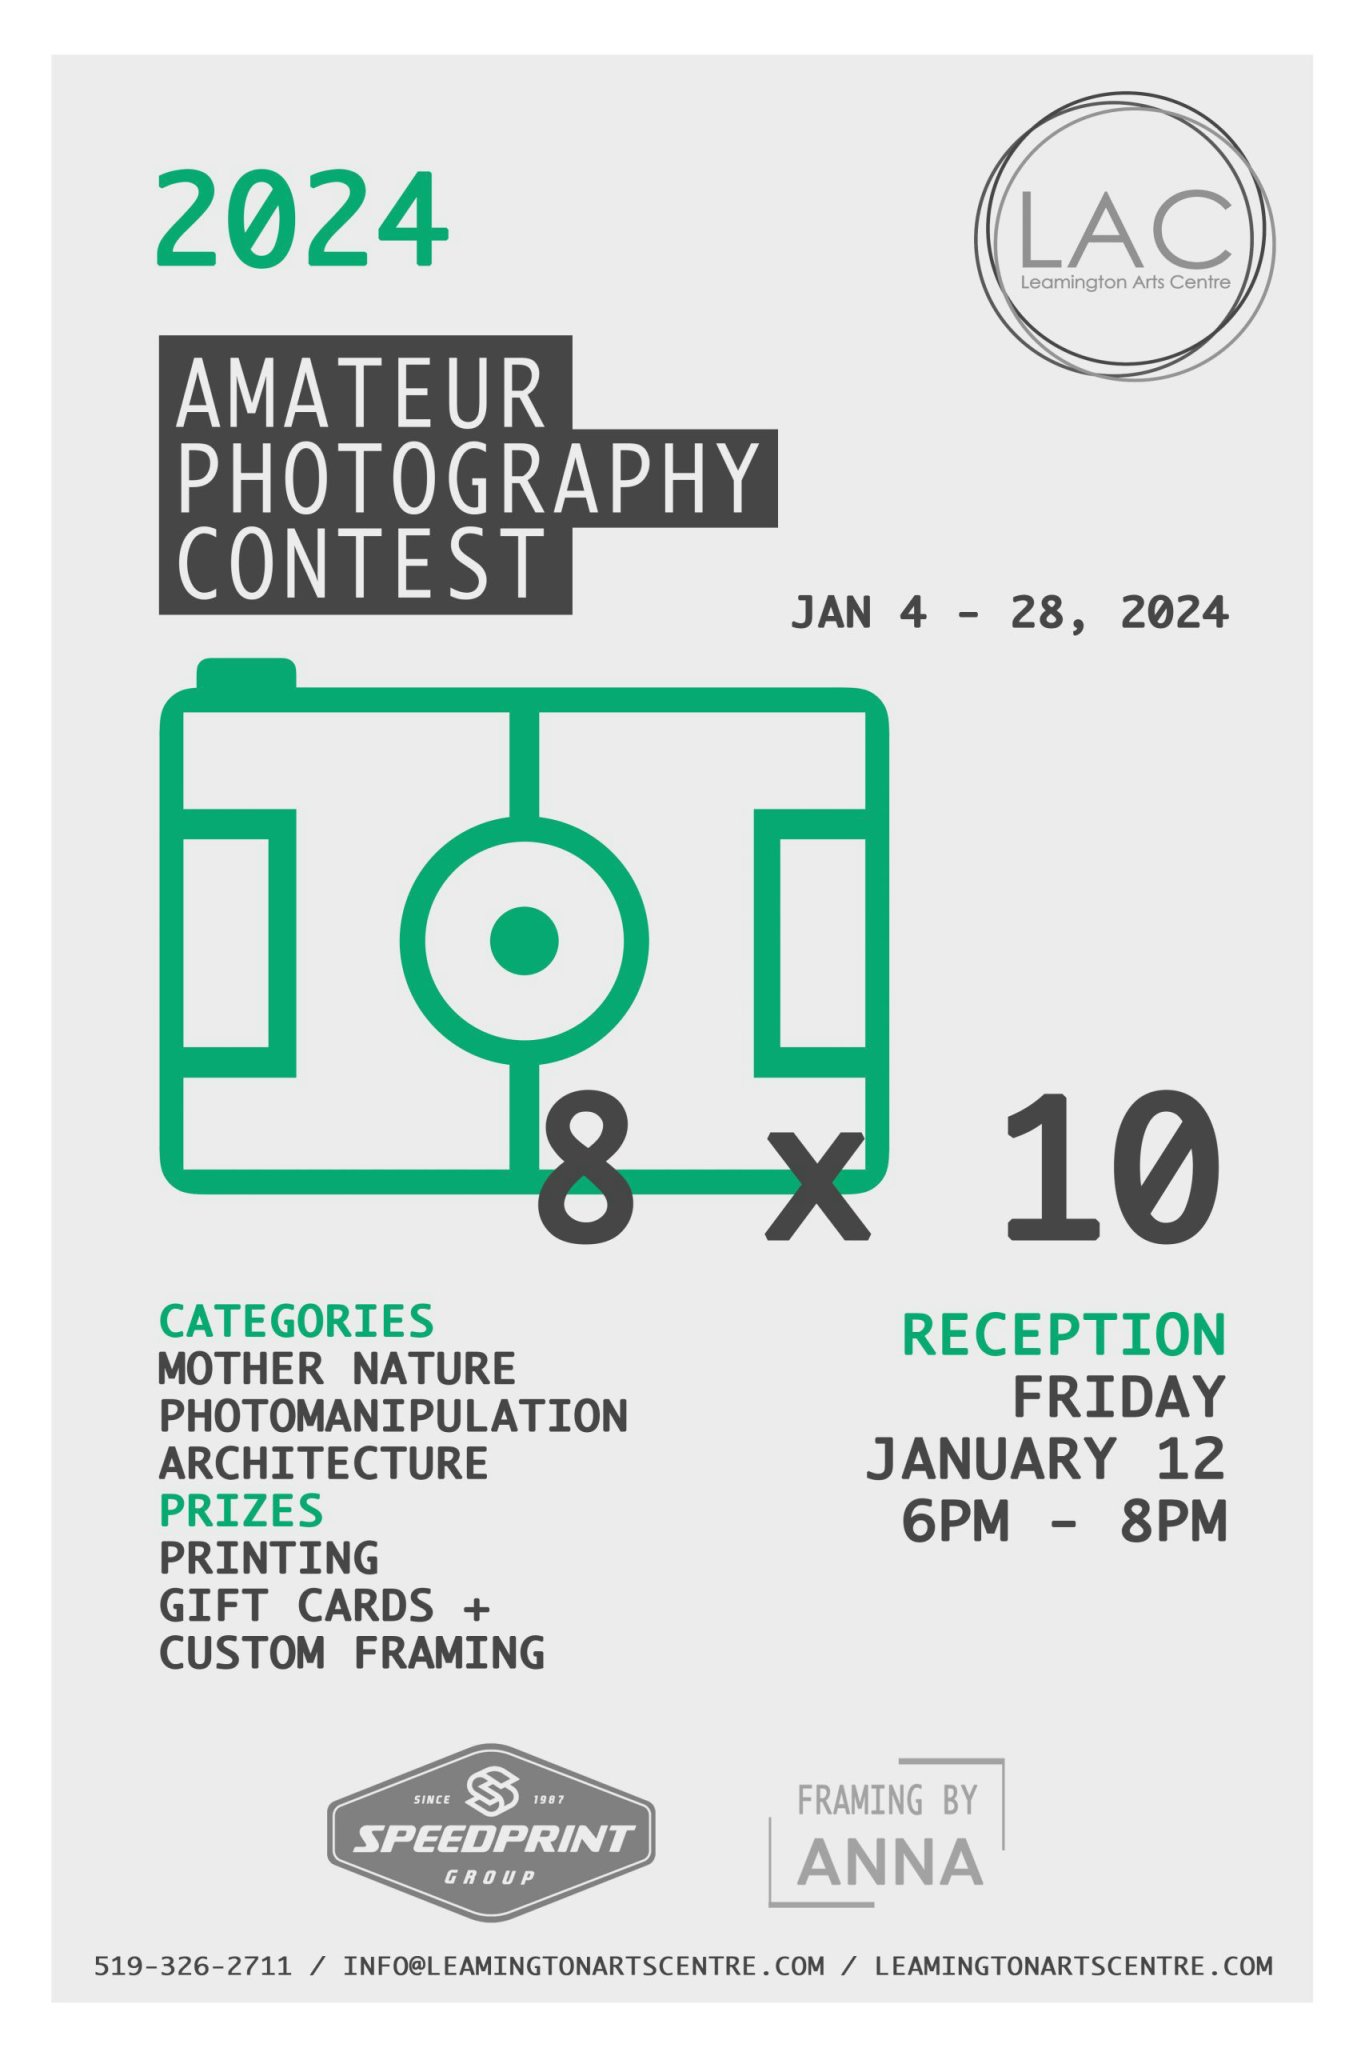 2024
LAC
Leamington Arts Centre
AMATEUR
PHOTOGRAPHY
CONTEST
JAN 4 - 28, 2024
8 x 10
CATEGORIES
MOTHER NATURE
PHOTOMANIPULATION
ARCHITECTURE
PRIZES
PRINTING
GIFT CARDS +
CUSTOM FRAMING
RECEPTION
FRIDAY
JANUARY 12
6PM - 8PM
SINCE 1987
SPEEDPRINT
GROUP
FRAMING BY
ANNA
519-326-2711 / INFO@LEAMINGTONARTSCENTRE.COM / LEAMINGTONARTSCENTRE.COM